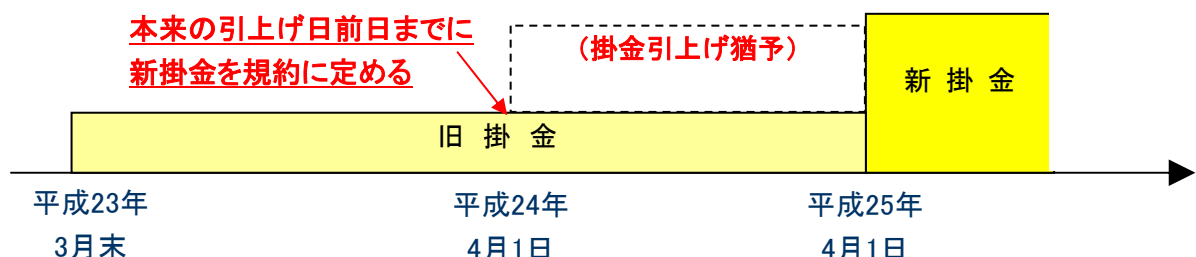 本来の引上げ日前日までに
新掛金を規約に定める
（掛金引上げ猶予）
新 掛 金
旧 掛 金
平成23年
3月末
平成24年
4月1日
平成25年
4月1日